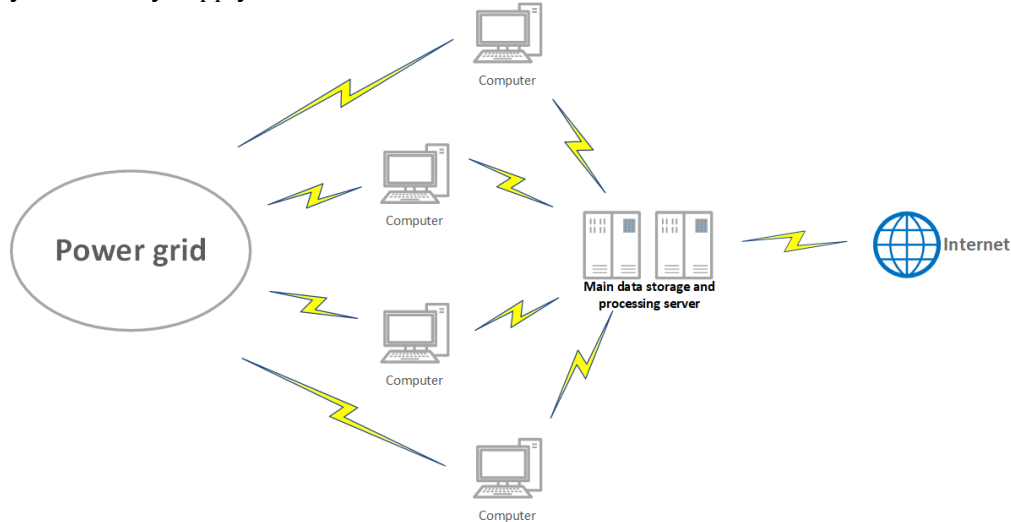 Computer
Computer
Power grid
Internet
Main data storage and
processing server
Computer
Computer